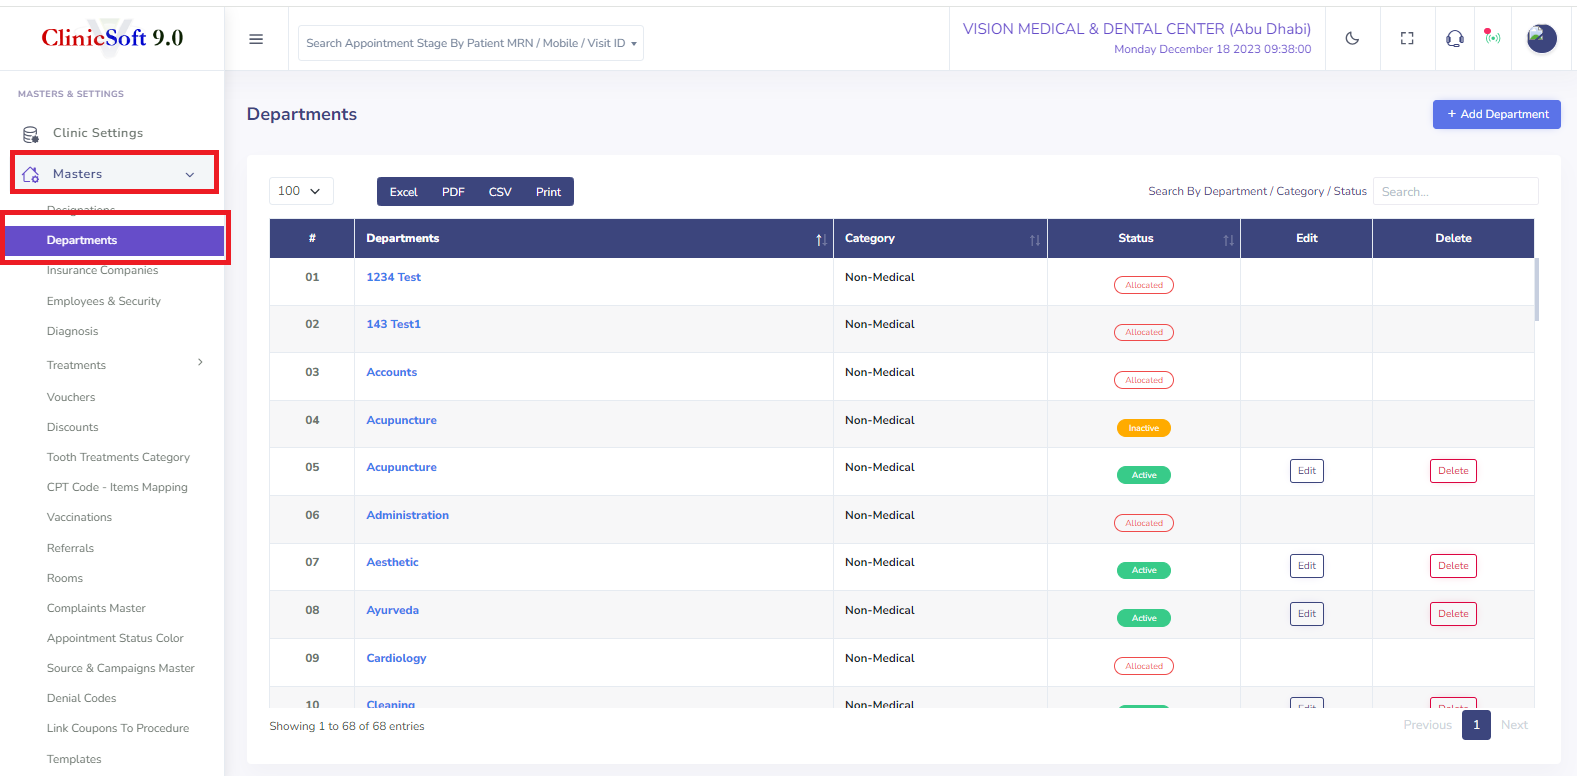 ClinicSoft 9.0
Search Appointment Stage By Patient MRN / Mobile / Visit ID
VISION MEDICAL & DENTAL CENTER (Abu Dhabi)
Monday December 18 2023 09:38:00
MASTERS & SETTINGS
Clinic Settings
Masters
Designations
Departments
Insurance Companies
Employees & Security
Diagnosis
Treatments
Vouchers
Discounts
Tooth Treatments Category
CPT Code - Items Mapping
Vaccinations
Referrals
Rooms
Complaints Master
Appointment Status Color
Source & Campaigns Master
Denial Codes
Link Coupons To Procedure
Templates
Departments
+ Add Department
100
Excel PDF CSV Print
Search By Department / Category / Status Search...
# Departments Category Status Edit Delete
01 1234 Test Non-Medical Allocated
02 143 Test1 Non-Medical Allocated
03 Accounts Non-Medical Allocated
04 Acupuncture Non-Medical Inactive
05 Acupuncture Non-Medical Active Edit Delete
06 Administration Non-Medical Allocated
07 Aesthetic Non-Medical Active Edit Delete
08 Ayurveda Non-Medical Active Edit Delete
09 Cardiology Non-Medical Allocated
10 Cleaning Non-Medical Edit Delete
Showing 1 to 68 of 68 entries
Previous 1 Next